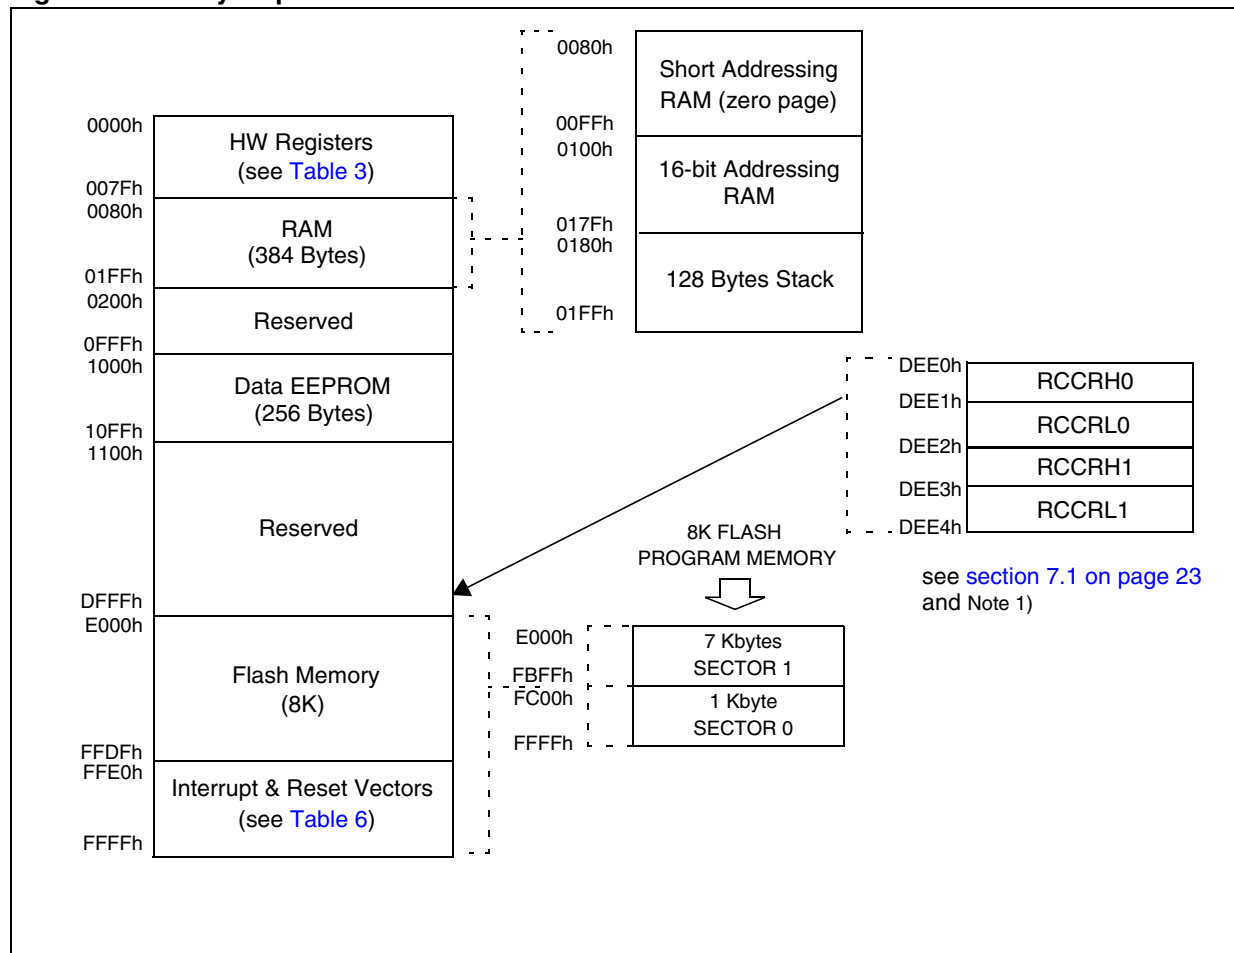 0000h
HW Registers
(see Table 3)
007Fh
0080h
RAM
(384 Bytes)
01FFh
0200h
Reserved
0FFFh
1000h
Data EEPROM
(256 Bytes)
10FFh
1100h
Reserved
DFFFh
E000h
Flash Memory
(8K)
FFDFh
FFE0h
Interrupt & Reset Vectors
(see Table 6)
FFFFh
0080h
Short Addressing
RAM (zero page)
00FFh
0100h
16-bit Addressing
RAM
017Fh
0180h
128 Bytes Stack
01FFh
DEE0h
RCCRH0
DEE1h
RCCRL0
DEE2h
RCCRH1
DEE3h
RCCRL1
DEE4h
see section 7.1 on page 23
and Note 1)
8K FLASH
PROGRAM MEMORY
E000h
7 Kbytes
SECTOR 1
FBFFh
FC00h
1 Kbyte
SECTOR 0
FFFFh